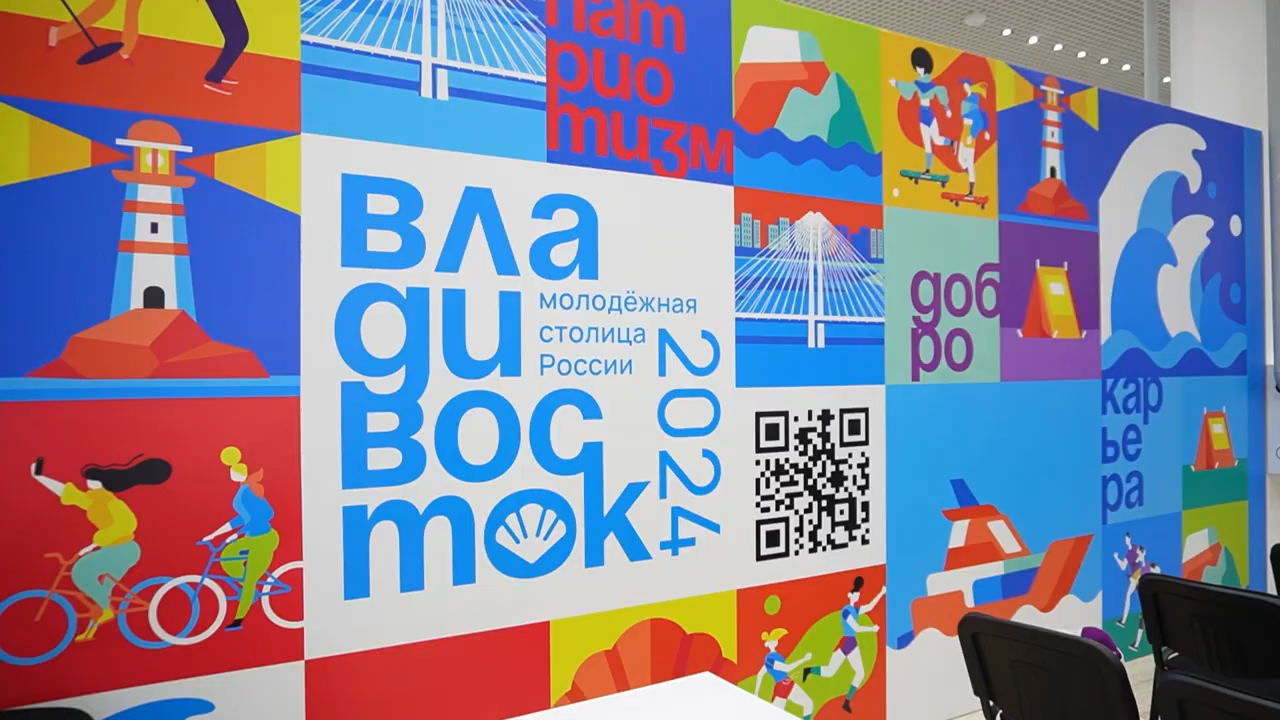 пат
рио
тизм
вла
ди
вос
ток
молодёжная
столица
России
2024
доб
ро
кар
ье
ра